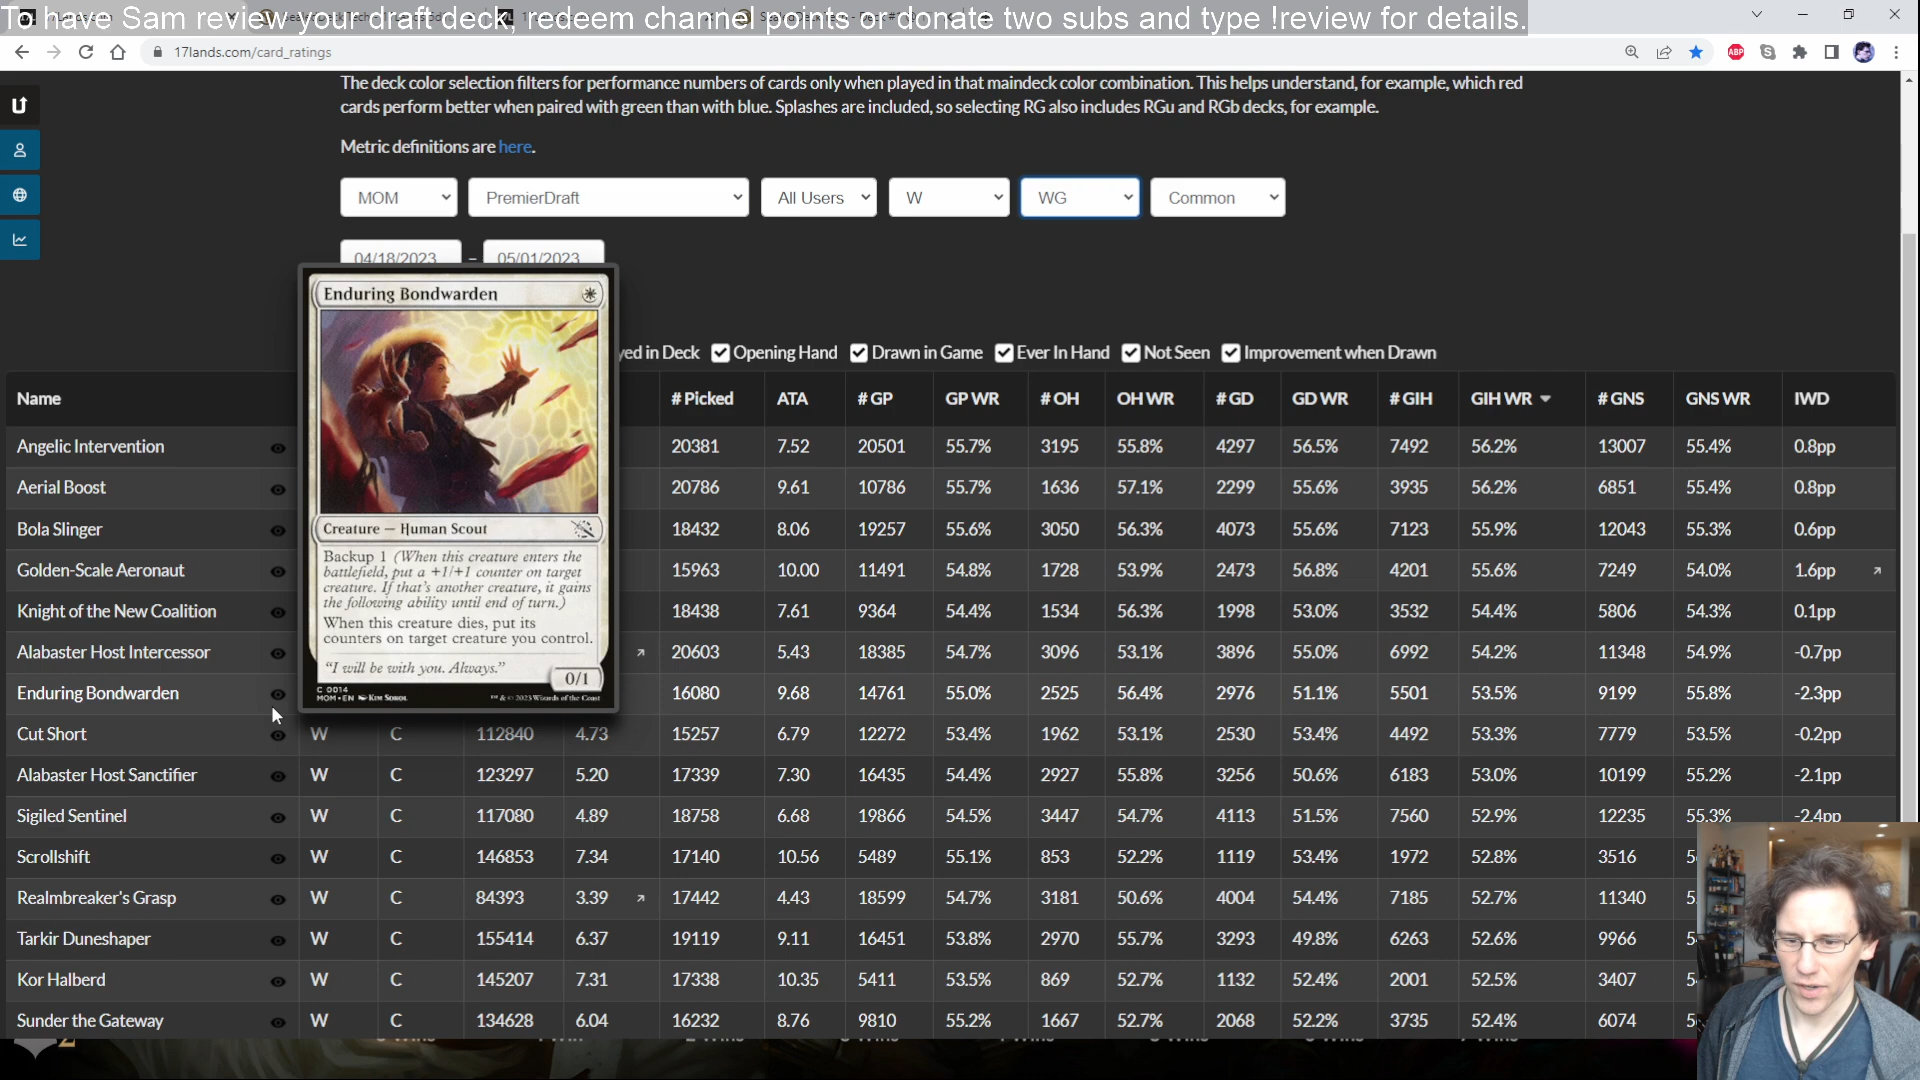 To have Sam review your draft deck, redeem channel points or donate two subs and type !review for details.
17lands.com/card_ratings
ABP
The deck color selection filters for performance numbers of cards only when played in that maindeck color combination. This helps understand, for example, which red
cards perform better when paired with green than with blue. Splashes are included, so selecting RG also includes RGu and RGb decks, for example.
Metric definitions are here.
MOM PremierDraft All Users W WG Common
04/18/2023 – 05/01/2023
yed in Deck Opening Hand Drawn in Game Ever In Hand Not Seen Improvement when Drawn
Enduring Bondwarden
Creature — Human Scout
Backup 1 (When this creature enters the
battlefield, put a +1/+1 counter on target
creature. If that's another creature, it gains
the following ability until end of turn.)
When this creature dies, put its
counters on target creature you control.
"I will be with you. Always."
0/1
C 0014
MOM • EN Kim Sokol
™ & © 2023 Wizards of the Coast
Name # Picked ATA # GP GP WR # OH OH WR # GD GD WR # GIH GIH WR # GNS GNS WR IWD
Angelic Intervention 20381 7.52 20501 55.7% 3195 55.8% 4297 56.5% 7492 56.2% 13007 55.4% 0.8pp
Aerial Boost 20786 9.61 10786 55.7% 1636 57.1% 2299 55.6% 3935 56.2% 6851 55.4% 0.8pp
Bola Slinger 18432 8.06 19257 55.6% 3050 56.3% 4073 55.6% 7123 55.9% 12043 55.3% 0.6pp
Golden-Scale Aeronaut 15963 10.00 11491 54.8% 1728 53.9% 2473 56.8% 4201 55.6% 7249 54.0% 1.6pp
Knight of the New Coalition 18438 7.61 9364 54.4% 1534 56.3% 1998 53.0% 3532 54.4% 5806 54.3% 0.1pp
Alabaster Host Intercessor 20603 5.43 18385 54.7% 3096 53.1% 3896 55.0% 6992 54.2% 11348 54.9% -0.7pp
Enduring Bondwarden 16080 9.68 14761 55.0% 2525 56.4% 2976 51.1% 5501 53.5% 9199 55.8% -2.3pp
Cut Short W C 112840 4.73 15257 6.79 12272 53.4% 1962 53.1% 2530 53.4% 4492 53.3% 7779 53.5% -0.2pp
Alabaster Host Sanctifier W C 123297 5.20 17339 7.30 16435 54.4% 2927 55.8% 3256 50.6% 6183 53.0% 10199 55.2% -2.1pp
Sigiled Sentinel W C 117080 4.89 18758 6.68 19866 54.5% 3447 54.7% 4113 51.5% 7560 52.9% 12235 55.3% -2.4pp
Scrollshift W C 146853 7.34 17140 10.56 5489 55.1% 853 52.2% 1119 53.4% 1972 52.8% 3516
Realmbreaker's Grasp W C 84393 3.39 17442 4.43 18599 54.7% 3181 50.6% 4004 54.4% 7185 52.7% 11340
Tarkir Duneshaper W C 155414 6.37 19119 9.11 16451 53.8% 2970 55.7% 3293 49.8% 6263 52.6% 9966
Kor Halberd W C 145207 7.31 17338 10.35 5411 53.5% 869 52.7% 1132 52.4% 2001 52.5% 3407
Sunder the Gateway W C 134628 6.04 16232 8.76 9810 55.2% 1667 52.7% 2068 52.2% 3735 52.4% 6074